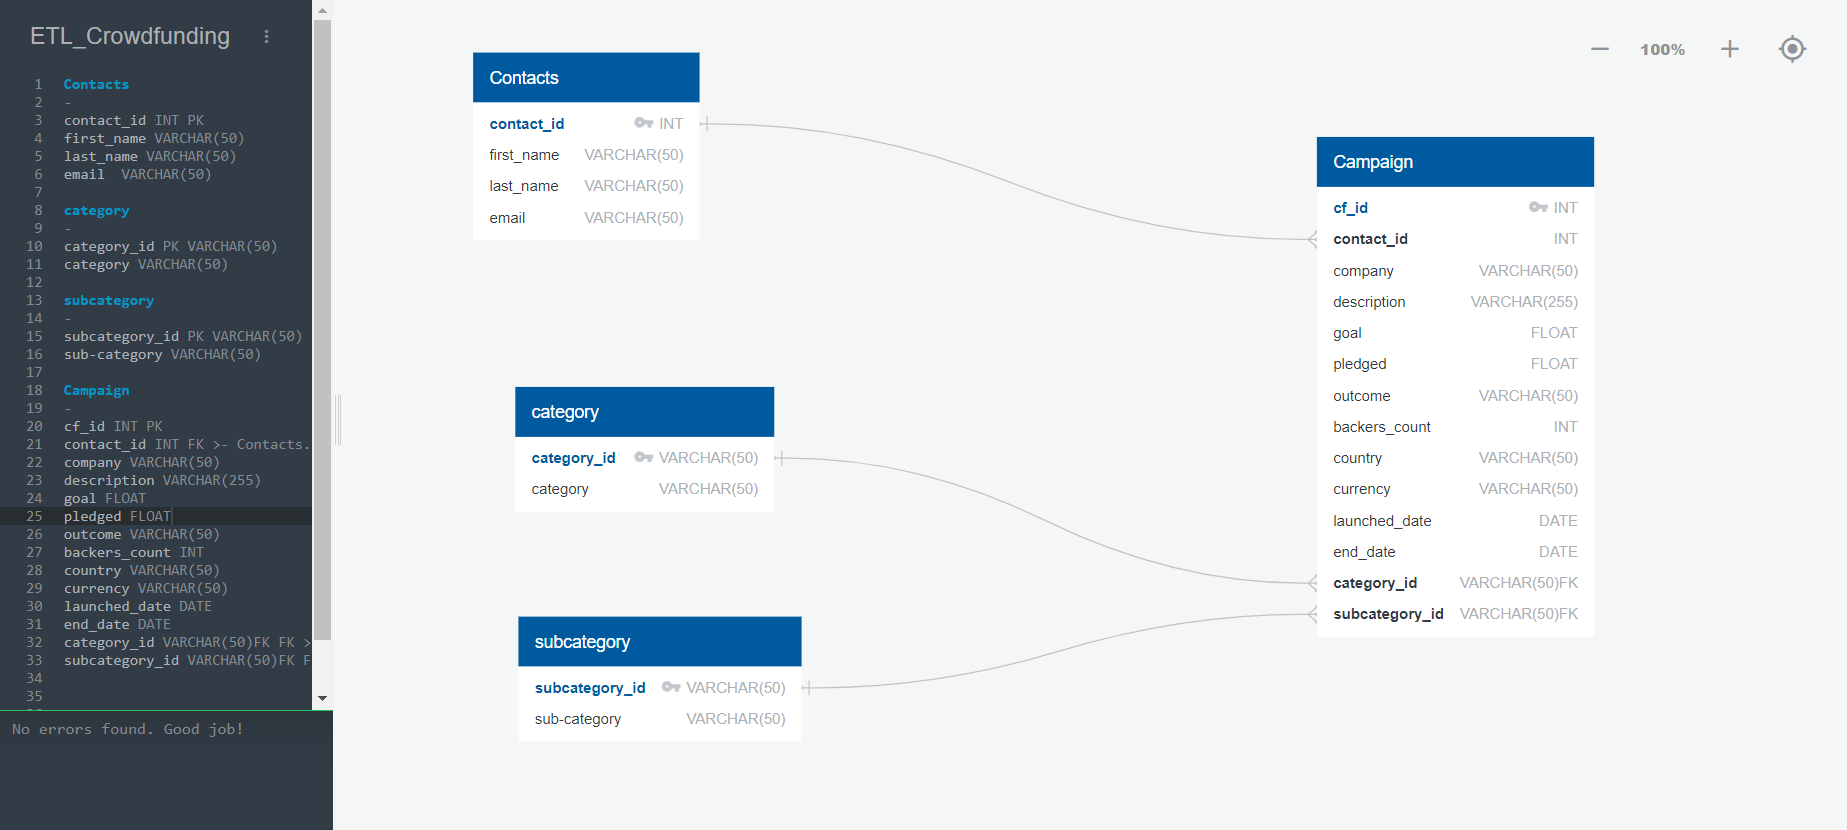 ETL_Crowdfunding
1 Contacts
2 -
3 contact_id INT PK
4 first_name VARCHAR(50)
5 last_name VARCHAR(50)
6 email  VARCHAR(50)
7
8 category
9 -
10 category_id PK VARCHAR(50)
11 category VARCHAR(50)
12
13 subcategory
14 -
15 subcategory_id PK VARCHAR(50)
16 sub-category VARCHAR(50)
17
18 Campaign
19 -
20 cf_id INT PK
21 contact_id INT FK >- Contacts.
22 company VARCHAR(50)
23 description VARCHAR(255)
24 goal FLOAT
25 pledged FLOAT
26 outcome VARCHAR(50)
27 backers_count INT
28 country VARCHAR(50)
29 currency VARCHAR(50)
30 launched_date DATE
31 end_date DATE
32 category_id VARCHAR(50)FK FK >
33 subcategory_id VARCHAR(50)FK F
34
35
No errors found. Good job!
Contacts
contact_id INT
first_name VARCHAR(50)
last_name VARCHAR(50)
email VARCHAR(50)
category
category_id VARCHAR(50)
category VARCHAR(50)
subcategory
subcategory_id VARCHAR(50)
sub-category VARCHAR(50)
100%
Campaign
cf_id INT
contact_id INT
company VARCHAR(50)
description VARCHAR(255)
goal FLOAT
pledged FLOAT
outcome VARCHAR(50)
backers_count INT
country VARCHAR(50)
currency VARCHAR(50)
launched_date DATE
end_date DATE
category_id VARCHAR(50)FK
subcategory_id VARCHAR(50)FK